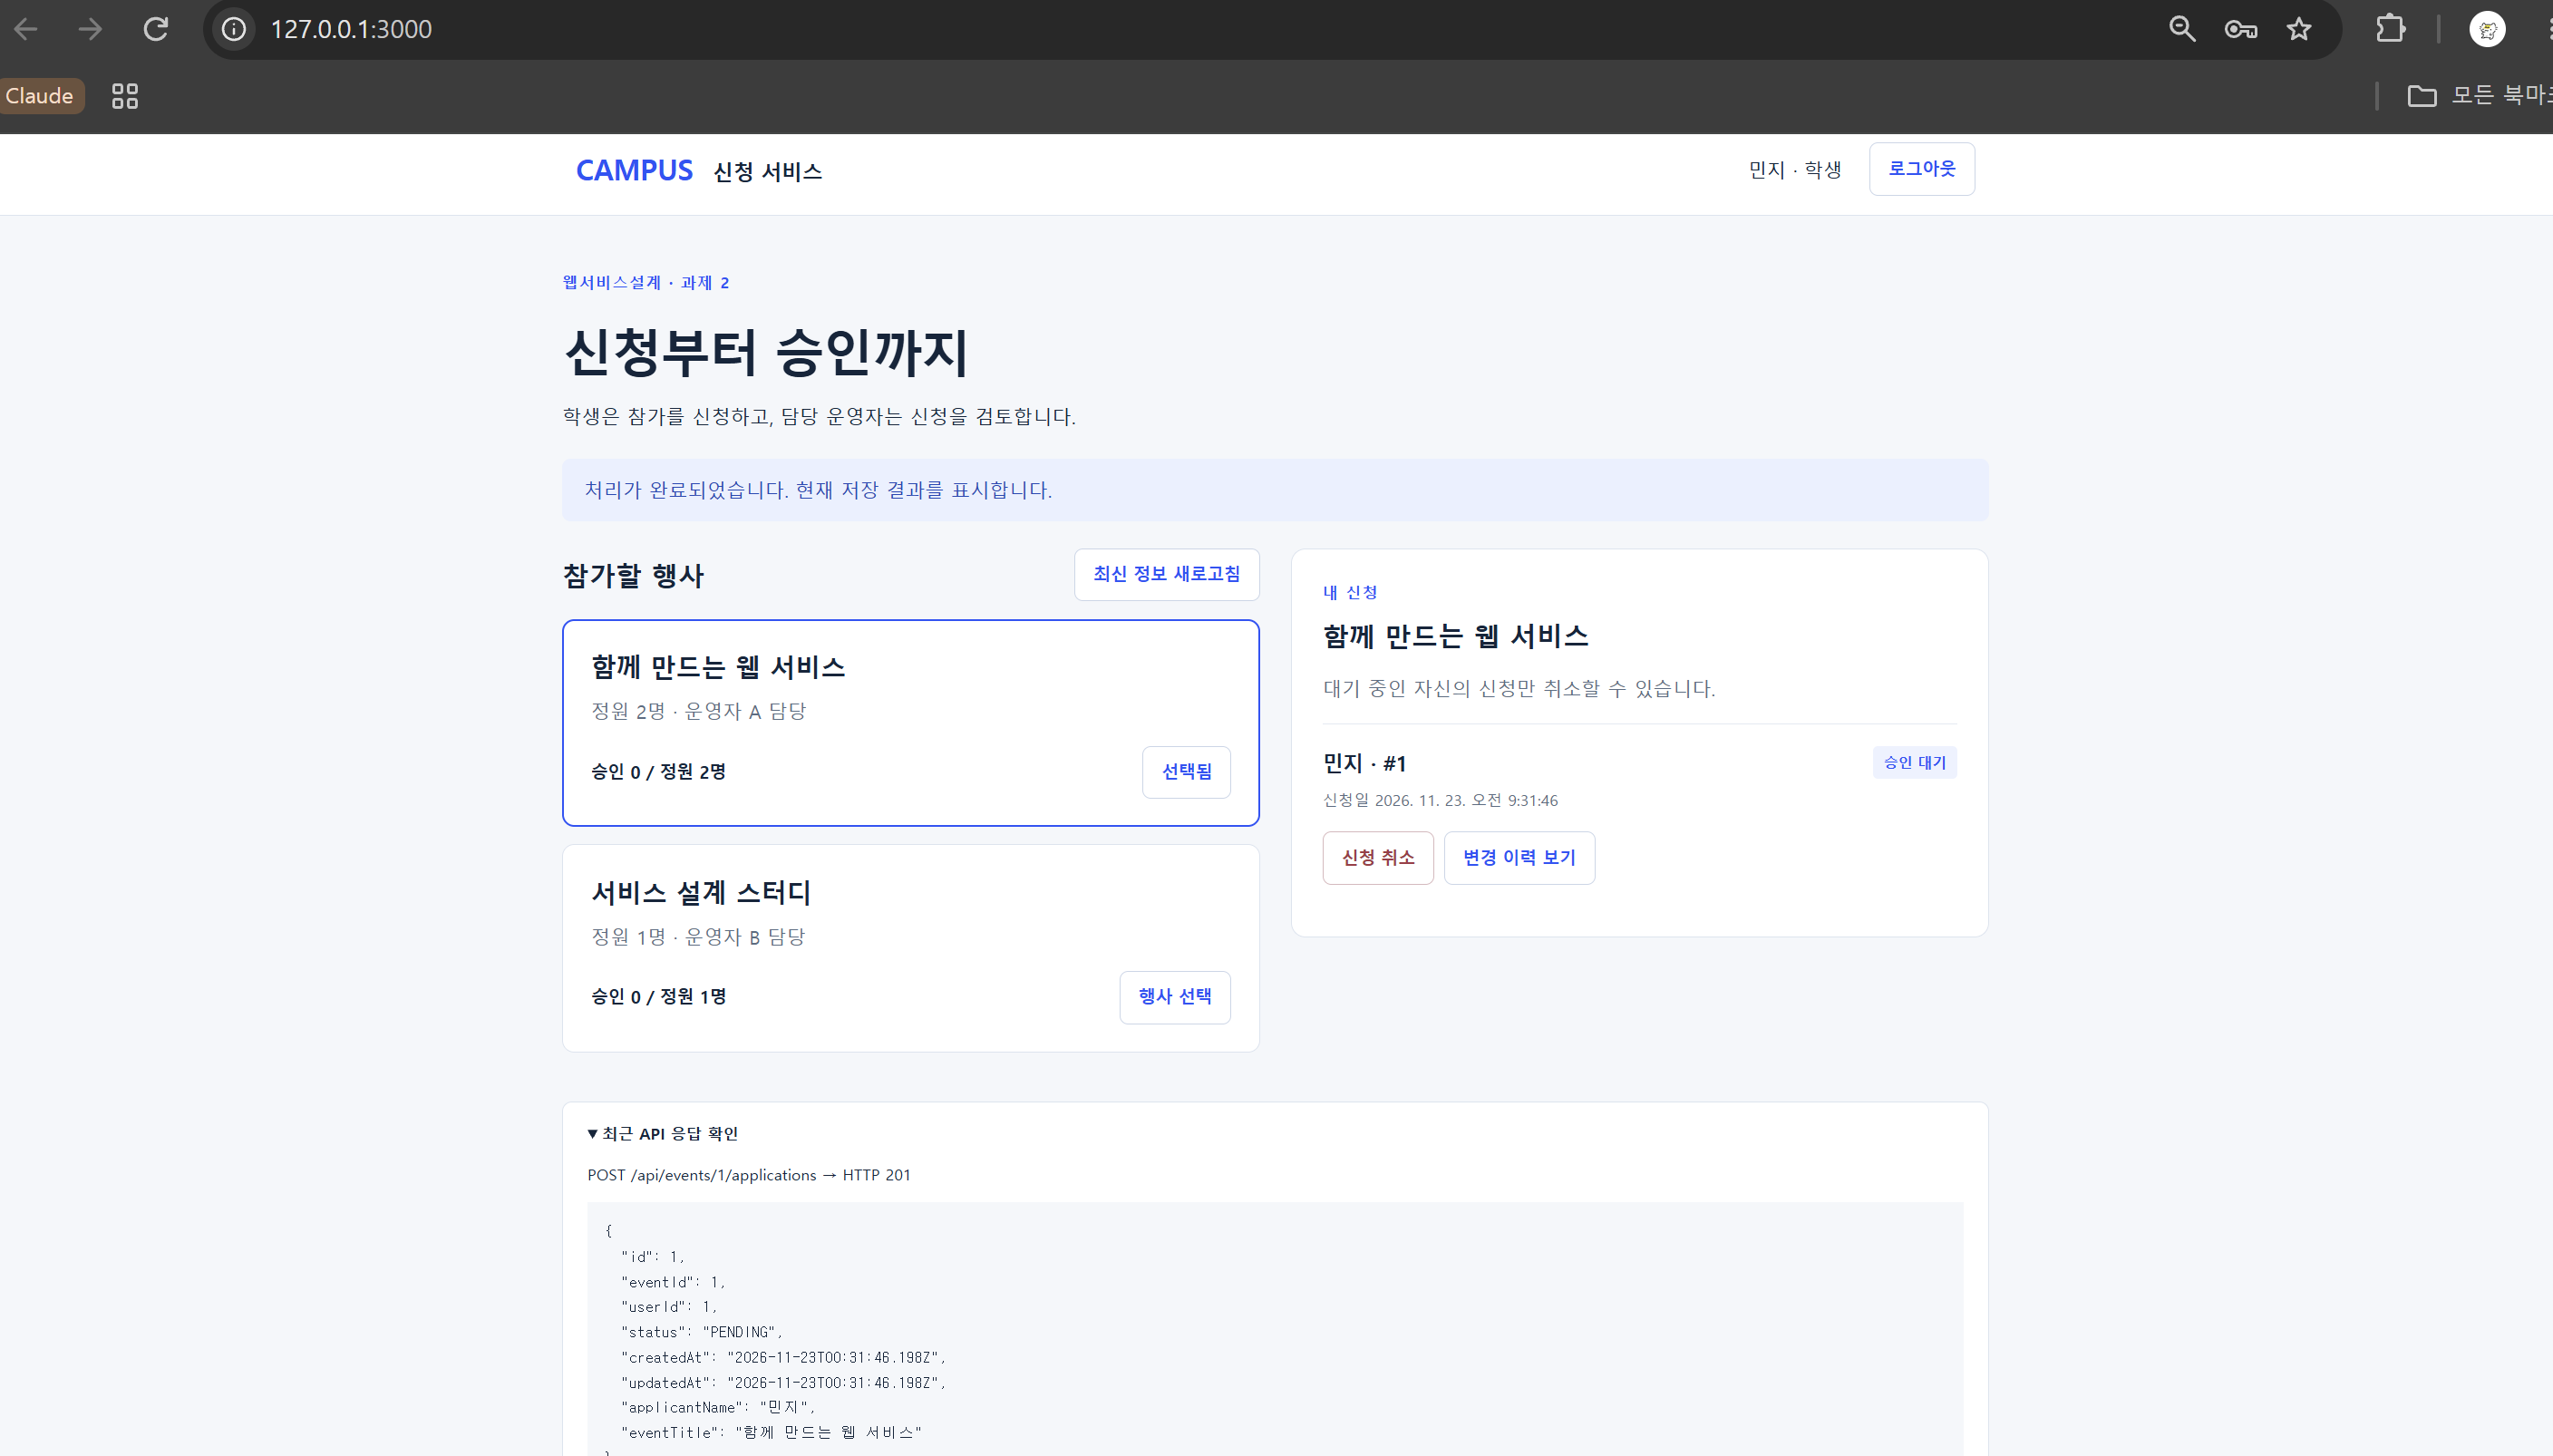 127.0.0.1:3000
Claude
모든 북마크
CAMPUS 신청 서비스
민지 · 학생
로그아웃
웹서비스설계 · 과제 2
신청부터 승인까지
학생은 참가를 신청하고, 담당 운영자는 신청을 검토합니다.
처리가 완료되었습니다. 현재 저장 결과를 표시합니다.
참가할 행사
최신 정보 새로고침
함께 만드는 웹 서비스
정원 2명 · 운영자 A 담당
승인 0 / 정원 2명
선택됨
서비스 설계 스터디
정원 1명 · 운영자 B 담당
승인 0 / 정원 1명
행사 선택
내 신청
함께 만드는 웹 서비스
대기 중인 자신의 신청만 취소할 수 있습니다.
민지 · #1
승인 대기
신청일 2026. 11. 23. 오전 9:31:46
신청 취소
변경 이력 보기
▼ 최근 API 응답 확인
POST /api/events/1/applications → HTTP 201
{
"id": 1,
"eventId": 1,
"userId": 1,
"status": "PENDING",
"createdAt": "2026-11-23T00:31:46.198Z",
"updatedAt": "2026-11-23T00:31:46.198Z",
"applicantName": "민지",
"eventTitle": "함께 만드는 웹 서비스"
}